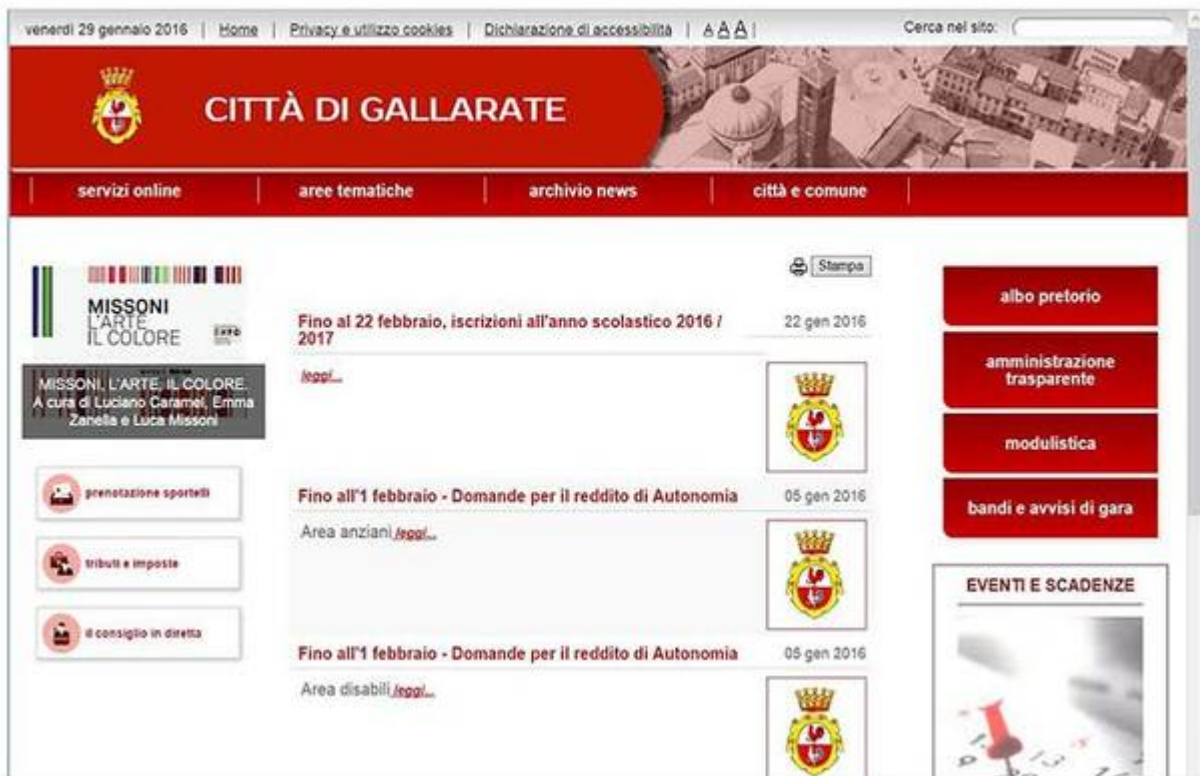 venerdì 29 gennaio 2016 | Home | Privacy e utilizzo cookies | Dichiarazione di accessibilità | A A A |
Cerca nel sito:
CITTÀ DI GALLARATE
servizi online
aree tematiche
archivio news
città e comune
MISSONI
L'ARTE
IL COLORE
EXPO
MISSONI, L'ARTE, IL COLORE.
A cura di Luciano Caramel, Emma
Zanella e Luca Missoni
prenotazione sportelli
tributi e imposte
il consiglio in diretta
Stampa
Fino al 22 febbraio, iscrizioni all'anno scolastico 2016 /
2017
22 gen 2016
leggi...
Fino all'1 febbraio - Domande per il reddito di Autonomia
05 gen 2016
Area anziani leggi...
Fino all'1 febbraio - Domande per il reddito di Autonomia
05 gen 2016
Area disabili leggi...
albo pretorio
amministrazione
trasparente
modulistica
bandi e avvisi di gara
EVENTI E SCADENZE